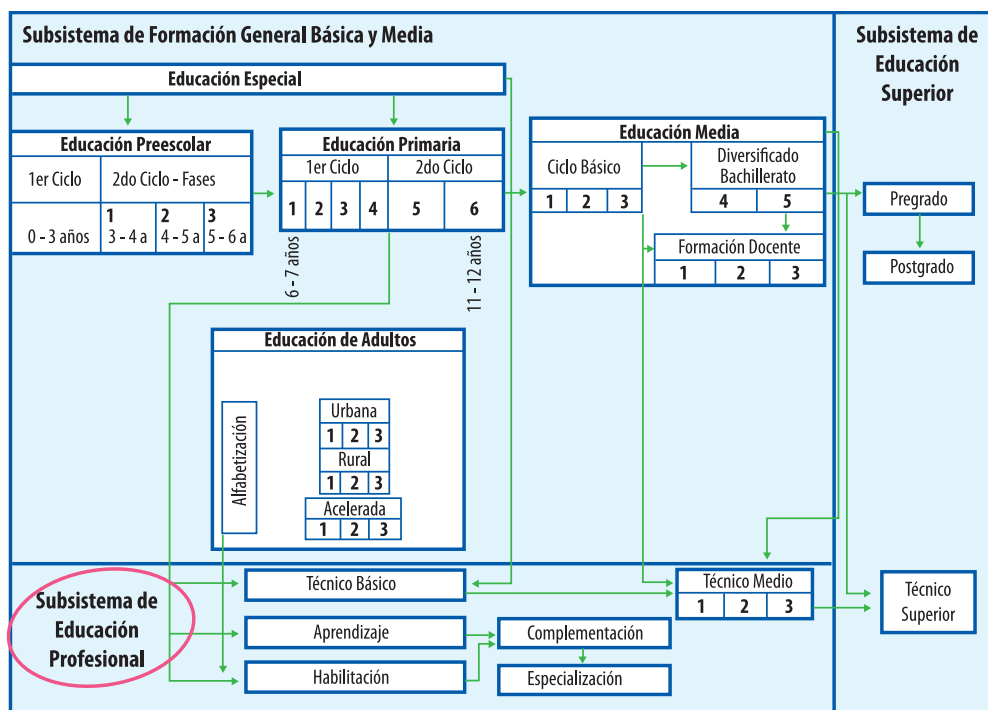 Subsistema de Formación General Básica y Media
Subsistema de
Educación
Superior
Educación Especial
Educación Preescolar
1er Ciclo
2do Ciclo - Fases
1
2
3
0 - 3 años
3 - 4 a
4 - 5 a
5 - 6 a
Educación Primaria
1er Ciclo
2do Ciclo
1
2
3
4
5
6
6 - 7 años
11 - 12 años
Educación Media
Ciclo Básico
1
2
3
Diversificado
Bachillerato
4
5
Formación Docente
1
2
3
Pregrado
Postgrado
Educación de Adultos
Alfabetización
Urbana
1 2 3
Rural
1 2 3
Acelerada
1 2 3
Subsistema de
Educación
Profesional
Técnico Básico
Aprendizaje
Habilitación
Complementación
Especialización
Técnico Medio
1 2 3
Técnico
Superior